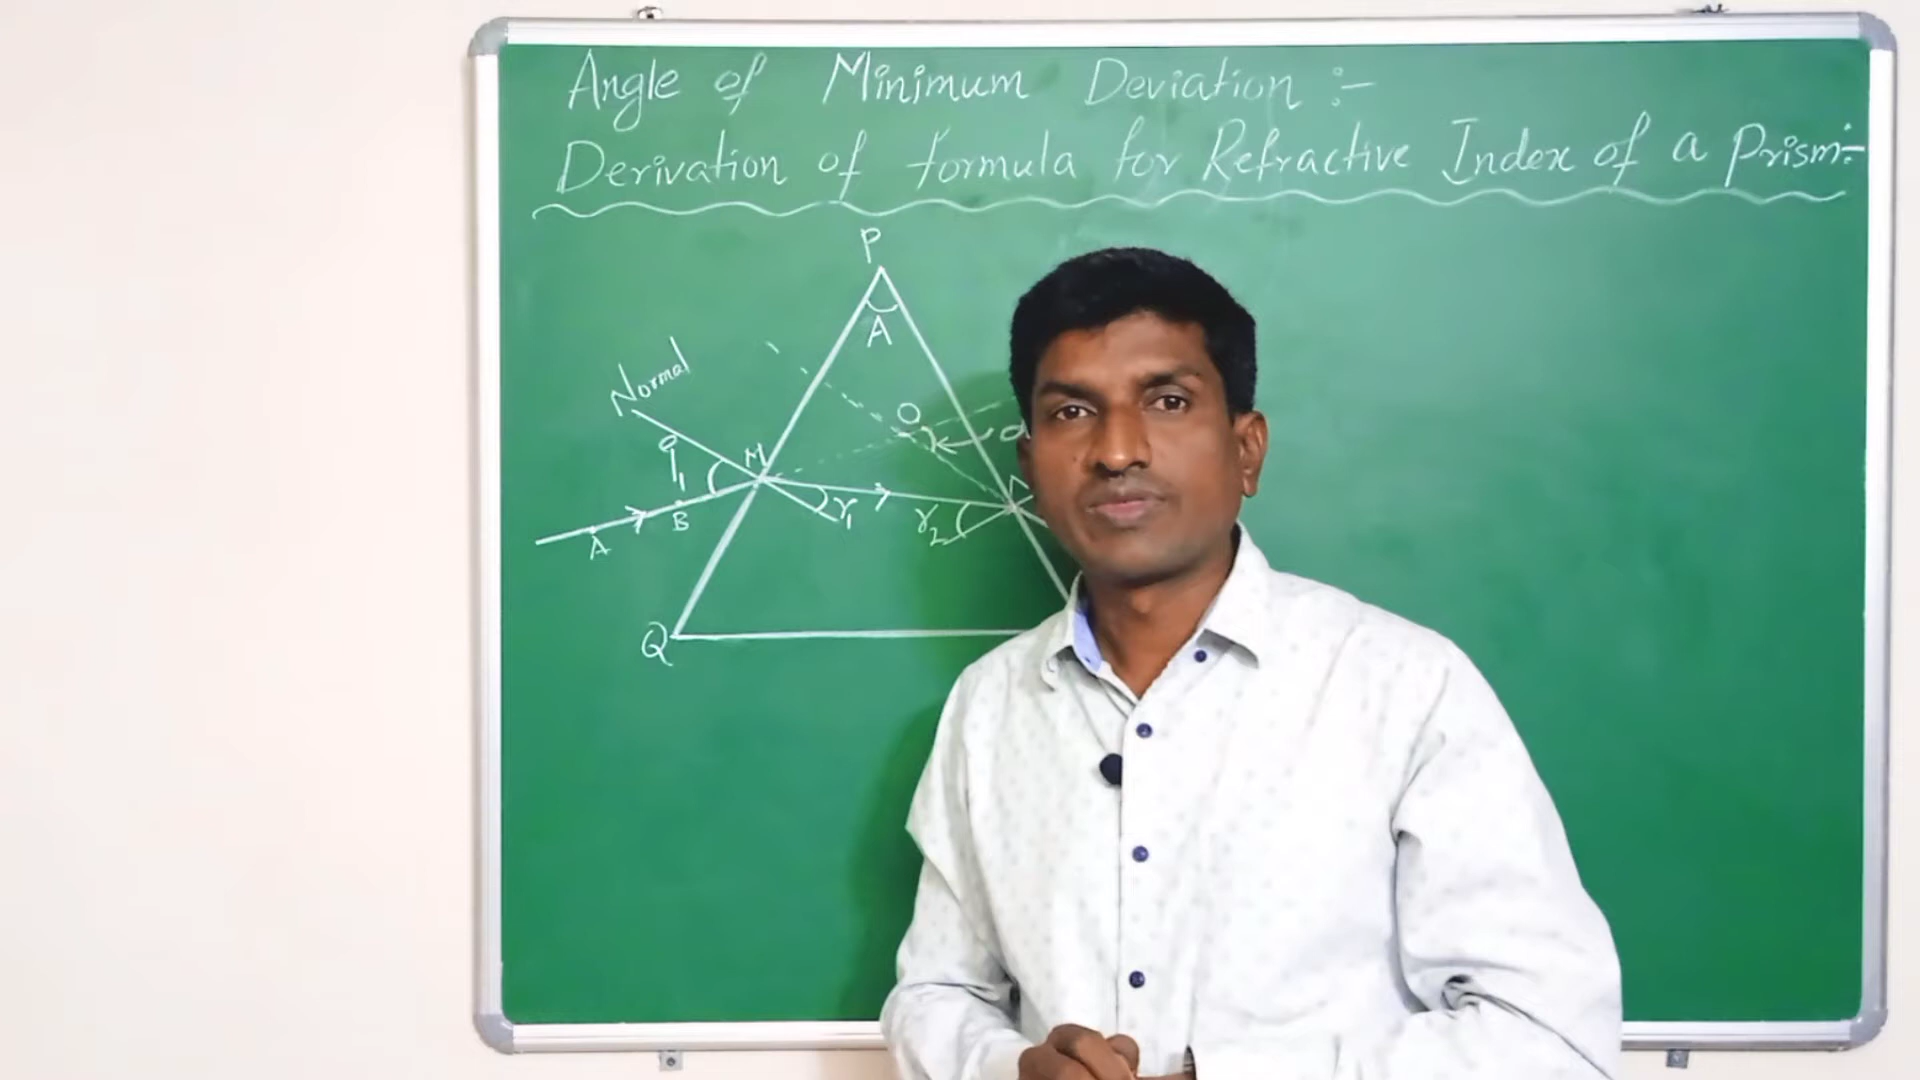 Angle of Minimum Deviation :-
Derivation of formula for Refractive Index of a Prism:-
P
A
Normal
O
d
i₁
M
B
A
r₁
r₂
Q